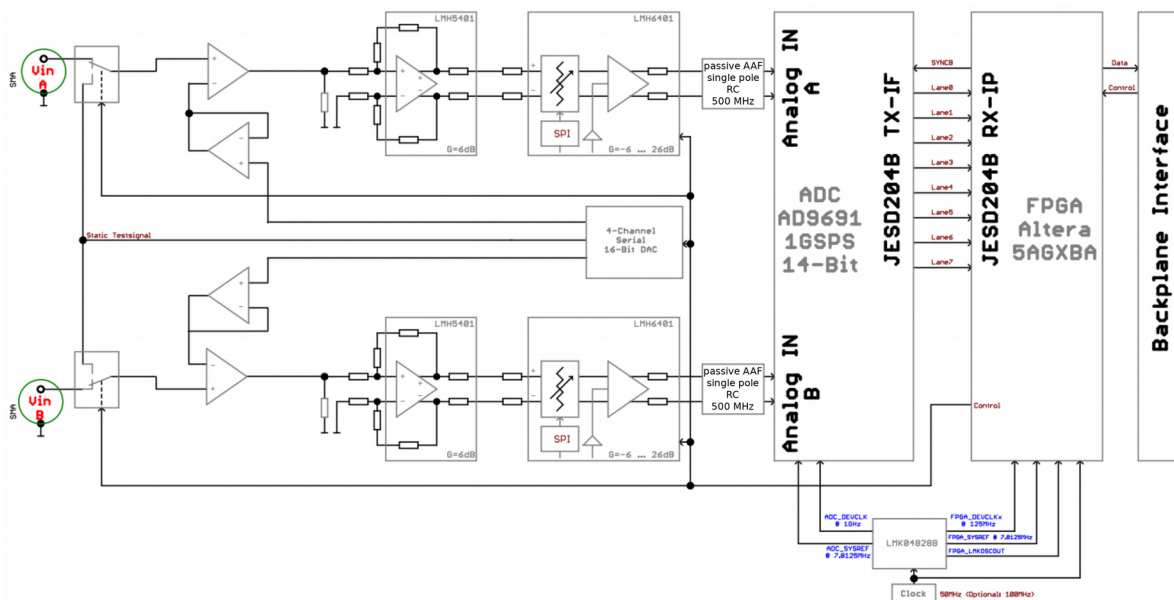 SMA
Vin
A
LMH5401
G=6dB
LMH6401
+
-
SPI
G=-6 ... 26dB
passive AAF
single pole
RC
500 MHz
Analog IN
A
ADC
AD9691
1GSPS
14-Bit
JESD204B TX-IF
SYNCB
Lane0
Lane1
Lane2
Lane3
Lane4
Lane5
Lane6
Lane7
JESD204B RX-IP
FPGA
Altera
5AGXBA
Data
Control
Backplane Interface
Static Testsignal
4-Channel
Serial
16-Bit DAC
SMA
Vin
B
LMH5401
G=6dB
LMH6401
+
-
SPI
G=-6 ... 26dB
passive AAF
single pole
RC
500 MHz
Analog IN
B
Control
ADC_DEVCLK
@ 1GHz
ADC_SYSREF
@ 7.8125MHz
LMK04828B
FPGA_DEVCLKx
@ 125MHz
FPGA_SYSREF @ 7.8125MHz
FPGA_LMKOSCOUT
Clock
50MHz (Optional: 100MHz)